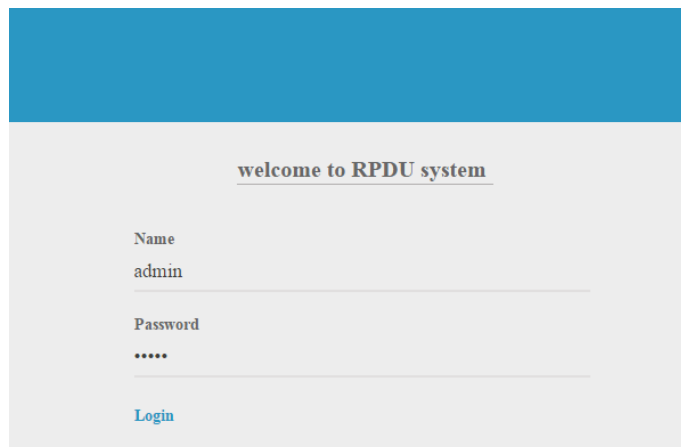 welcome to RPDU system
Name
admin
Password
•••••
Login